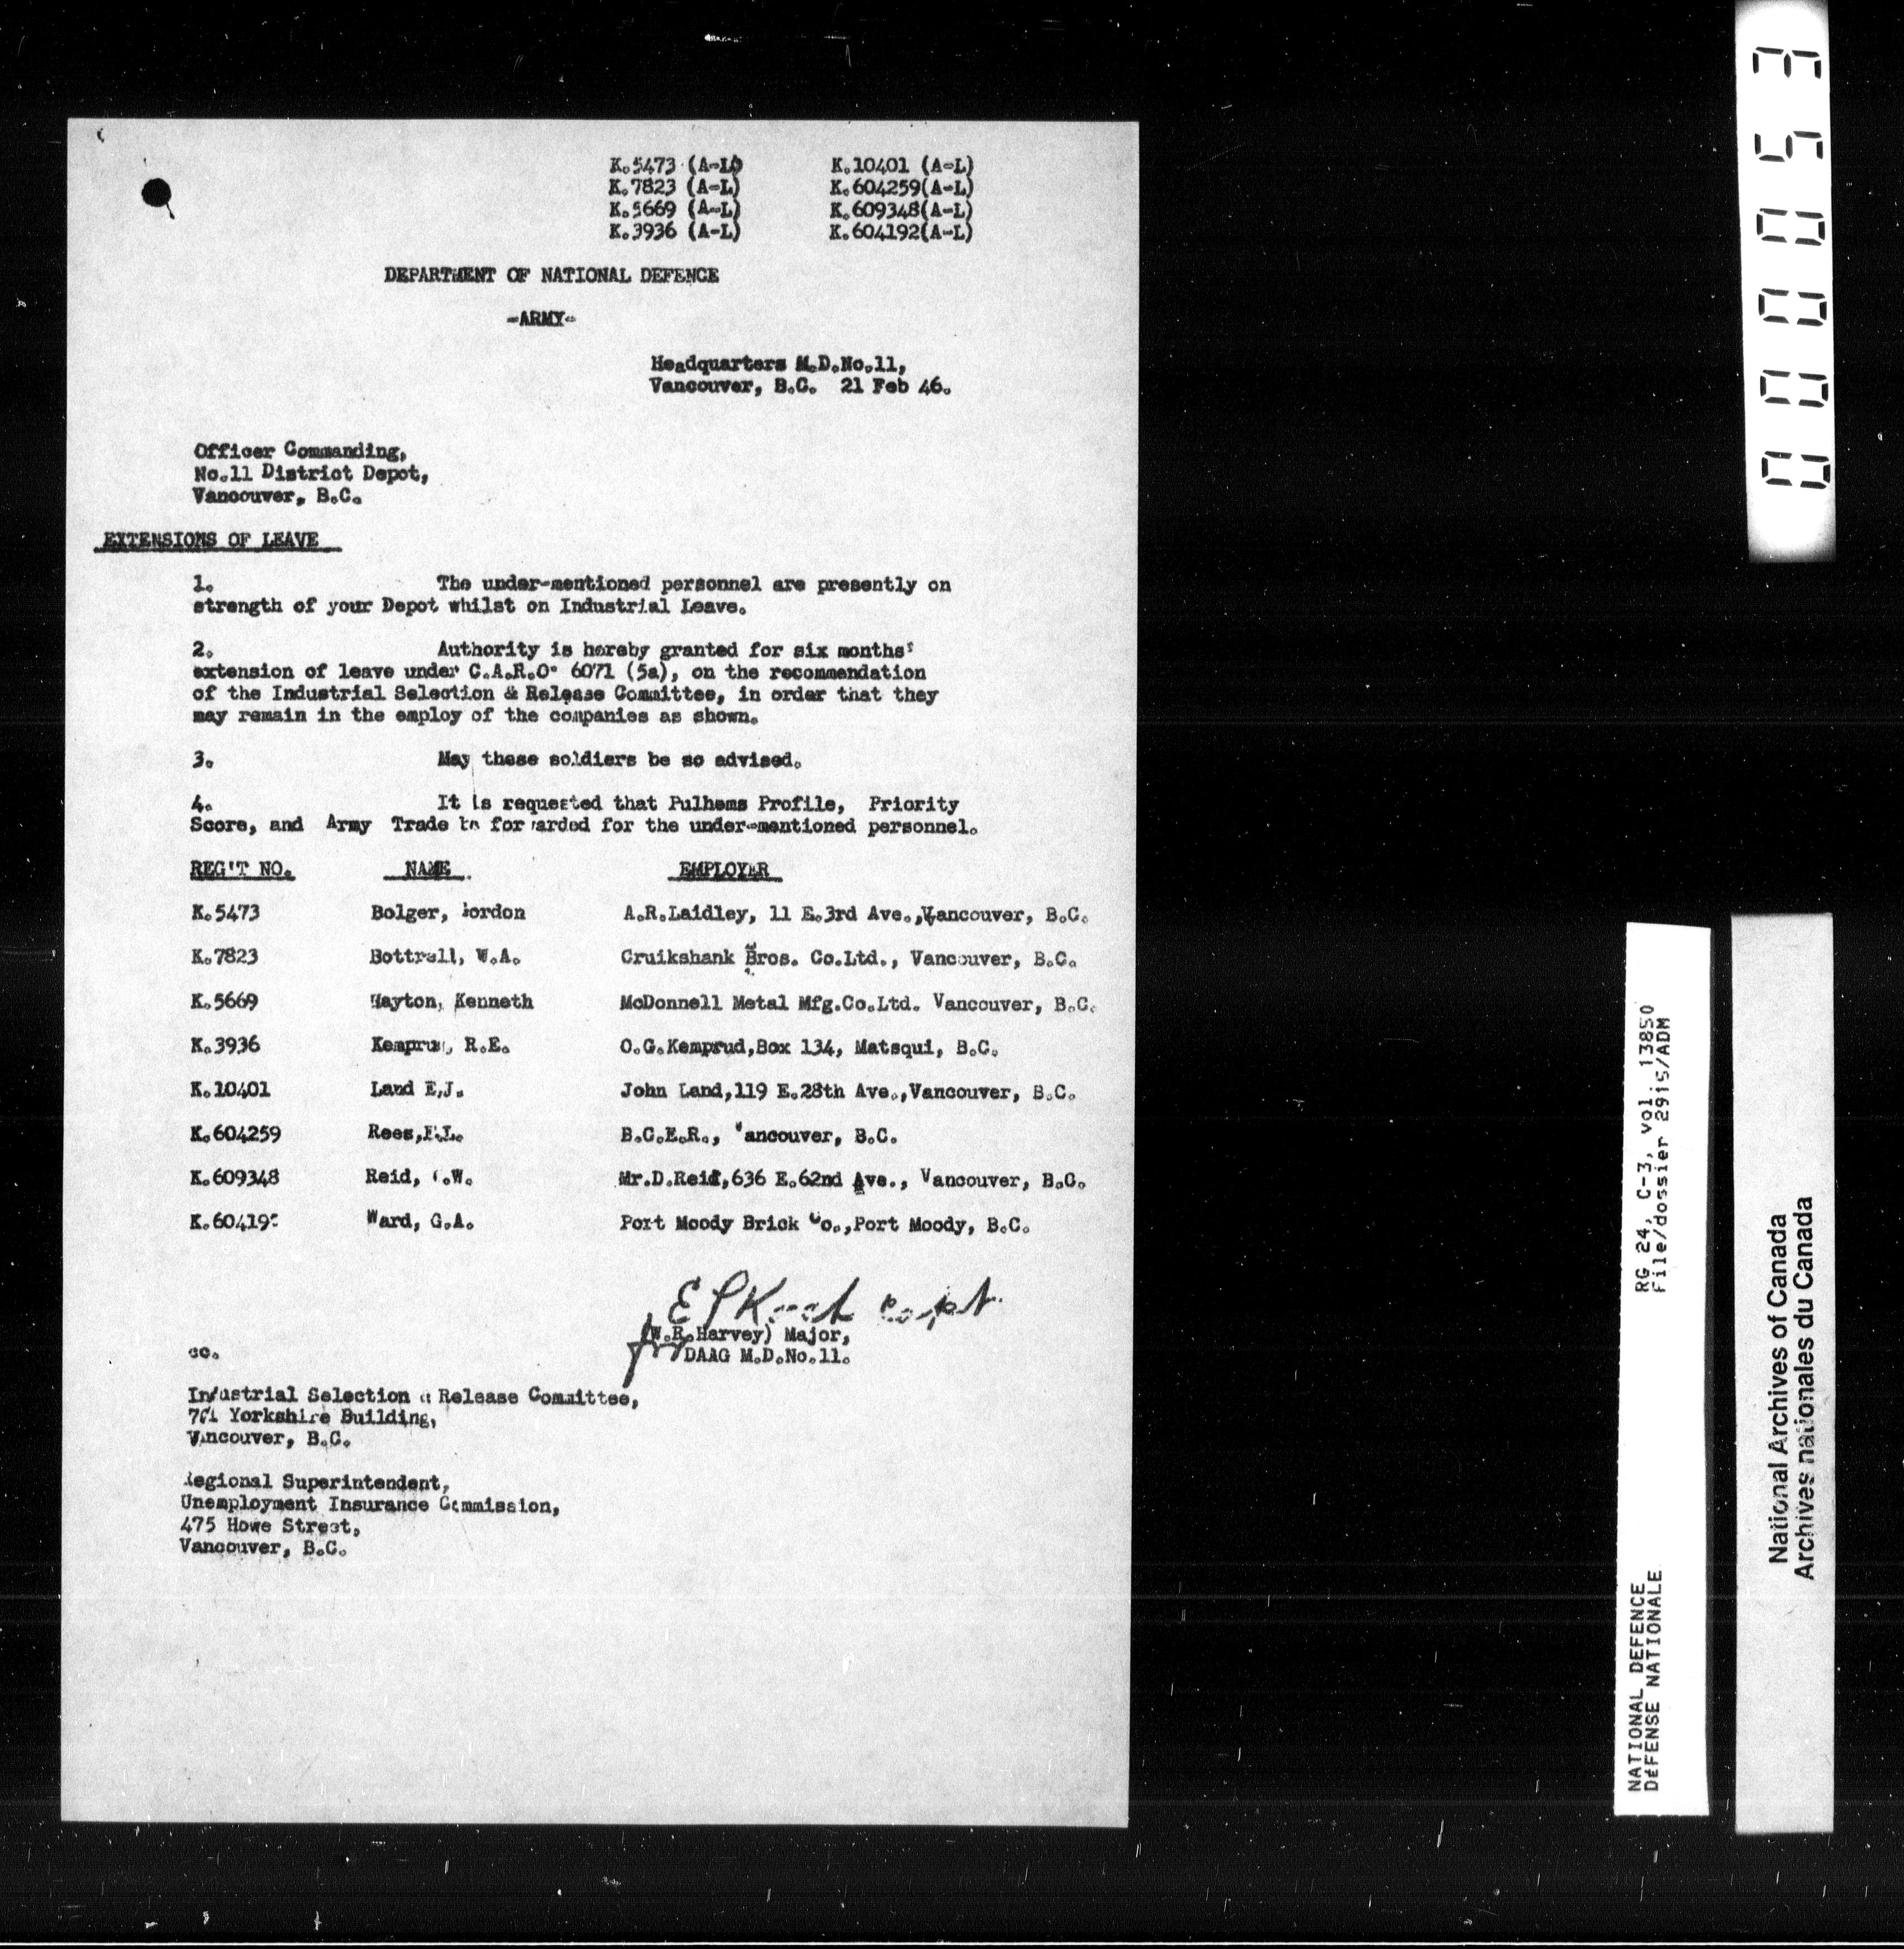 K.5473 (A-L) K.10401 (A-L)
K.7823 (A-L) K.604259(A-L)
K.5669 (A-L) K.609348(A-L)
K.3936 (A-L) K.604192(A-L)
DEPARTMENT OF NATIONAL DEFENCE
-ARMY-
Headquarters M.D.No.11,
Vancouver, B.C. 21 Feb 46.
Officer Commanding,
No.11 District Depot,
Vancouver, B.C.
EXTENSIONS OF LEAVE
1. The under-mentioned personnel are presently on
strength of your Depot whilst on Industrial Leave.
2. Authority is hereby granted for six months'
extension of leave under C.A.R.O. 6071 (5a), on the recommendation
of the Industrial Selection & Release Committee, in order that they
may remain in the employ of the companies as shown.
3. May these soldiers be so advised.
4. It is requested that Pulhems Profile, Priority
Score, and Army Trade be forwarded for the under-mentioned personnel.
REG'T NO. NAME EMPLOYER
K.5473 Bolger, Gordon A.R.Laidley, 11 E.3rd Ave.,Vancouver, B.C.
K.7823 Bottrell, W.A. Cruikshank Bros. Co.Ltd., Vancouver, B.C.
K.5669 Hayton, Kenneth McDonnell Metal Mfg.Co.Ltd. Vancouver, B.C.
K.3936 Kemprud, R.E. O.G.Kemprud,Box 134, Matsqui, B.C.
K.10401 Land E.J. John Land,119 E.28th Ave.,Vancouver, B.C.
K.604259 Rees, B.C.E.R., Vancouver, B.C.
K.609348 Reid, Mr.D.Reid,636 E.62nd Ave., Vancouver, B.C.
K.604192 Ward, G.A. Port Moody Brick Co.,Port Moody, B.C.
Capt.
for (W.R.Harvey) Major,
DAAG M.D.No.11.
cc.
Industrial Selection & Release Committee,
701 Yorkshire Building,
Vancouver, B.C.
Regional Superintendent,
Unemployment Insurance Commission,
475 Howe Street,
Vancouver, B.C.
000053
RG 24, C-3, vol. 13850
File/dossier 2915/ADM
NATIONAL DEFENCE
DÉFENSE NATIONALE
National Archives of Canada
Archives nationales du Canada